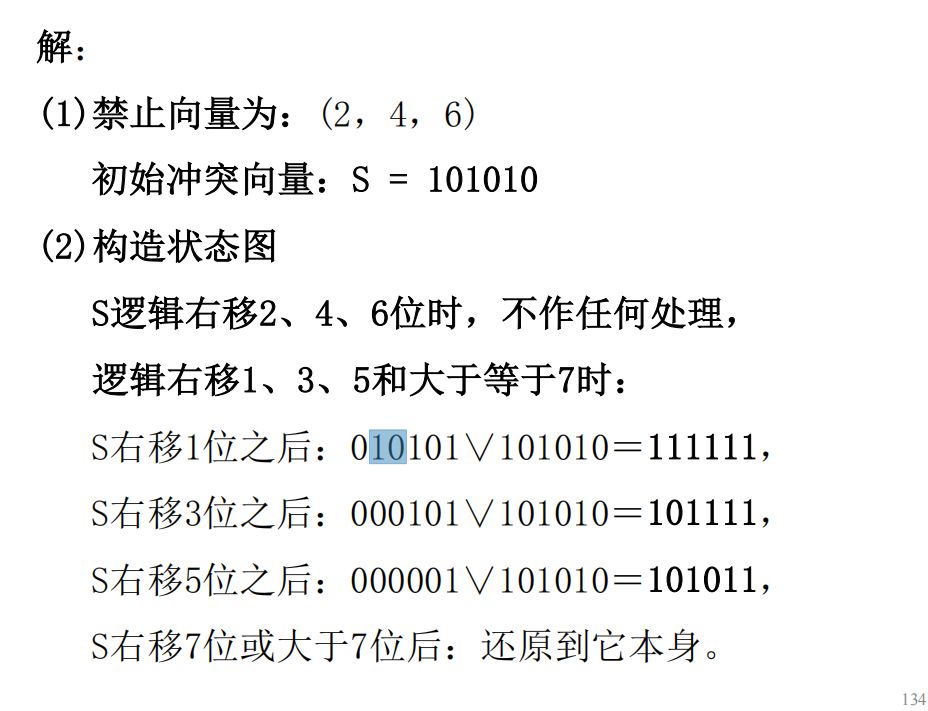 解：
(1)禁止向量为：(2，4，6)
初始冲突向量：S = 101010
(2)构造状态图
S逻辑右移2、4、6位时，不作任何处理，
逻辑右移1、3、5和大于等于7时：
S右移1位之后：010101∨101010＝111111，
S右移3位之后：000101∨101010＝101111，
S右移5位之后：000001∨101010＝101011，
S右移7位或大于7位后：还原到它本身。
134